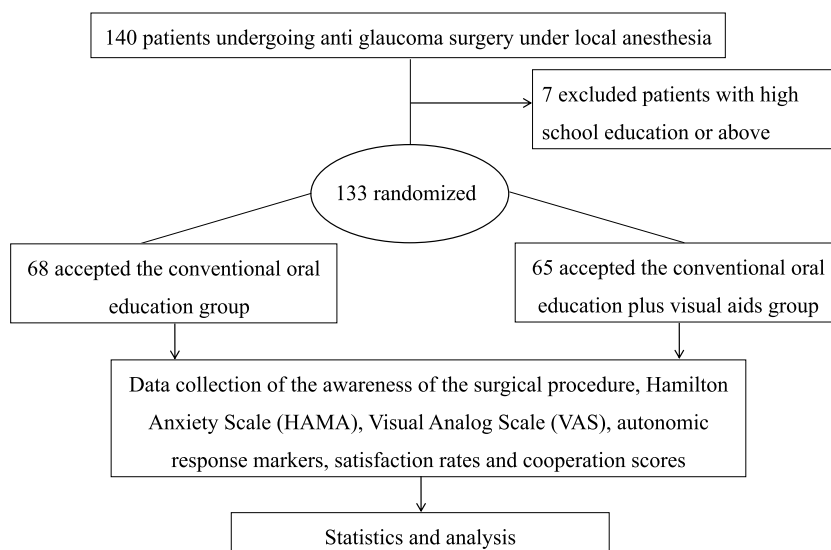 140 patients undergoing anti glaucoma surgery under local anesthesia
7 excluded patients with high
school education or above
133 randomized
68 accepted the conventional oral
education group
65 accepted the conventional oral
education plus visual aids group
Data collection of the awareness of the surgical procedure, Hamilton
Anxiety Scale (HAMA), Visual Analog Scale (VAS), autonomic
response markers, satisfaction rates and cooperation scores
Statistics and analysis